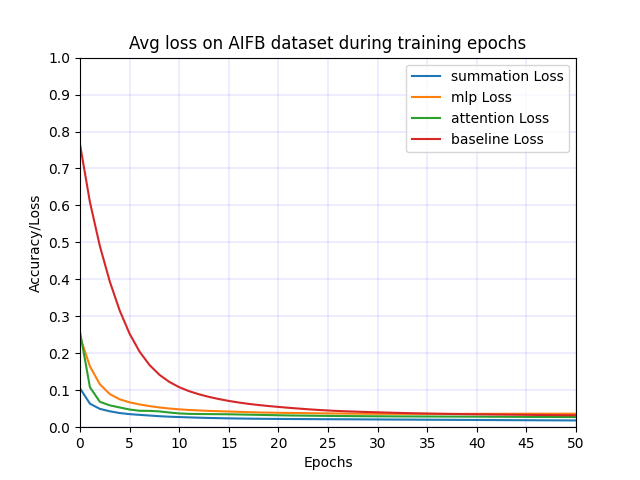 Avg loss on AIFB dataset during training epochs
1.0
0.9
0.8
0.7
0.6
0.5
0.4
0.3
0.2
0.1
0.0
Accuracy/Loss
summation Loss
mlp Loss
attention Loss
baseline Loss
0 5 10 15 20 25 30 35 40 45 50
Epochs